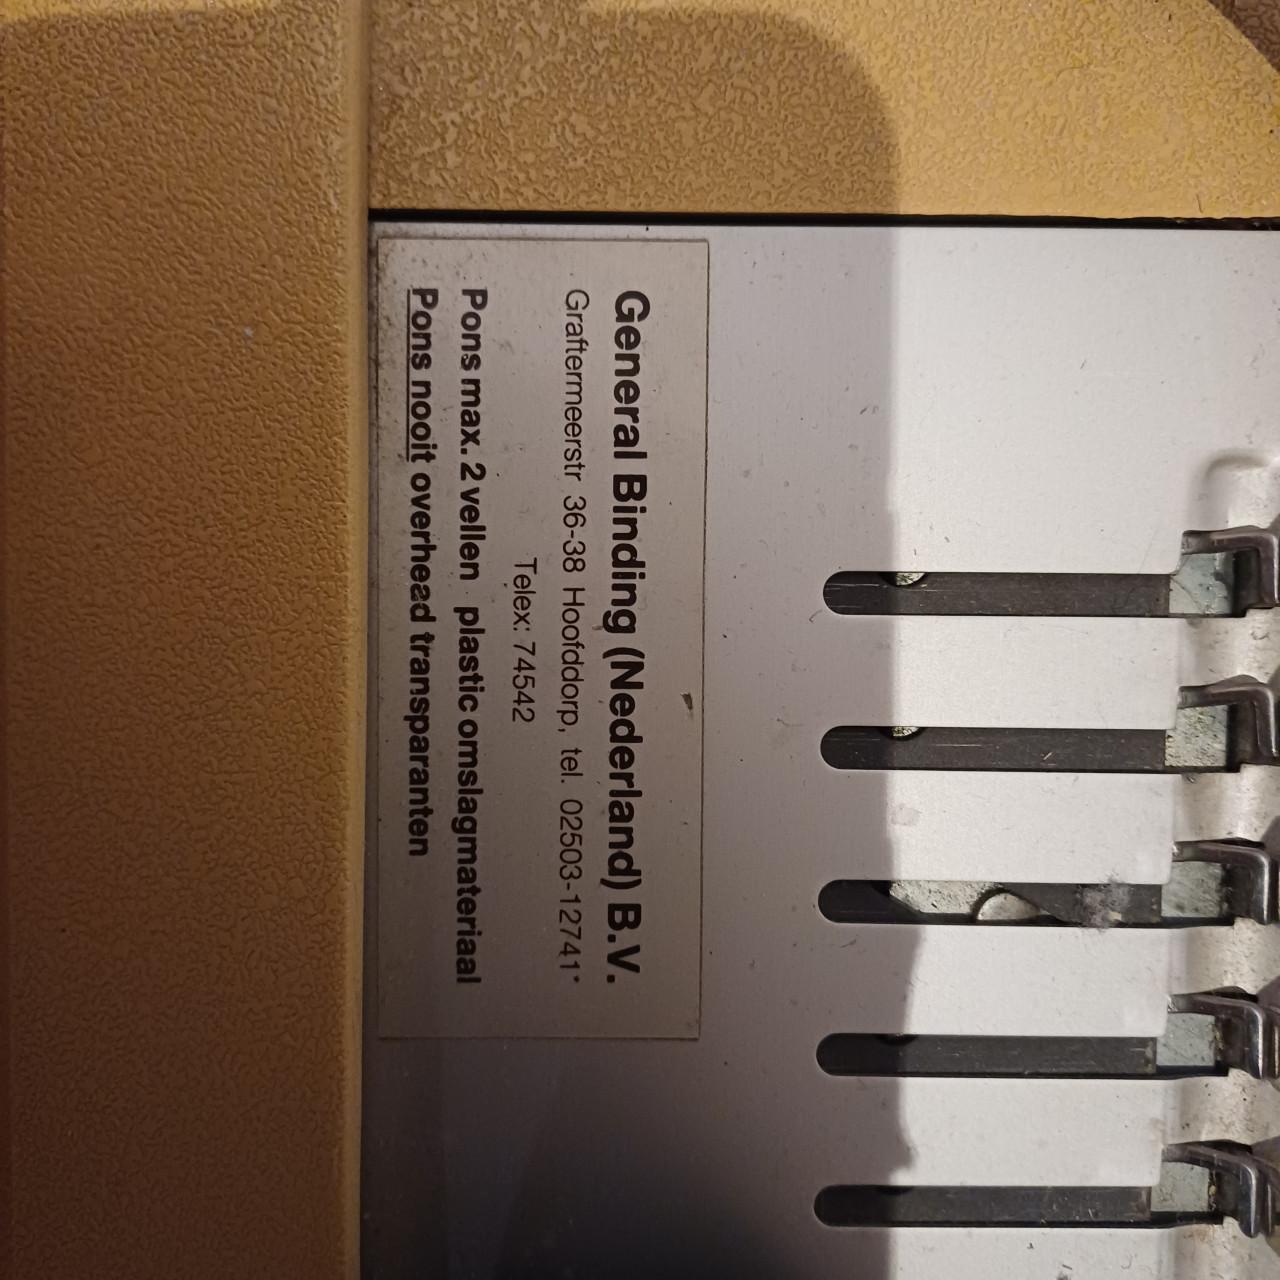 General Binding (Nederland) B.V.
Graftermeerstr 36-38 Hoofddorp, tel. 02503-12741*
Telex: 74542
Pons max. 2 vellen plastic omslagmateriaal
Pons nooit overhead transparanten